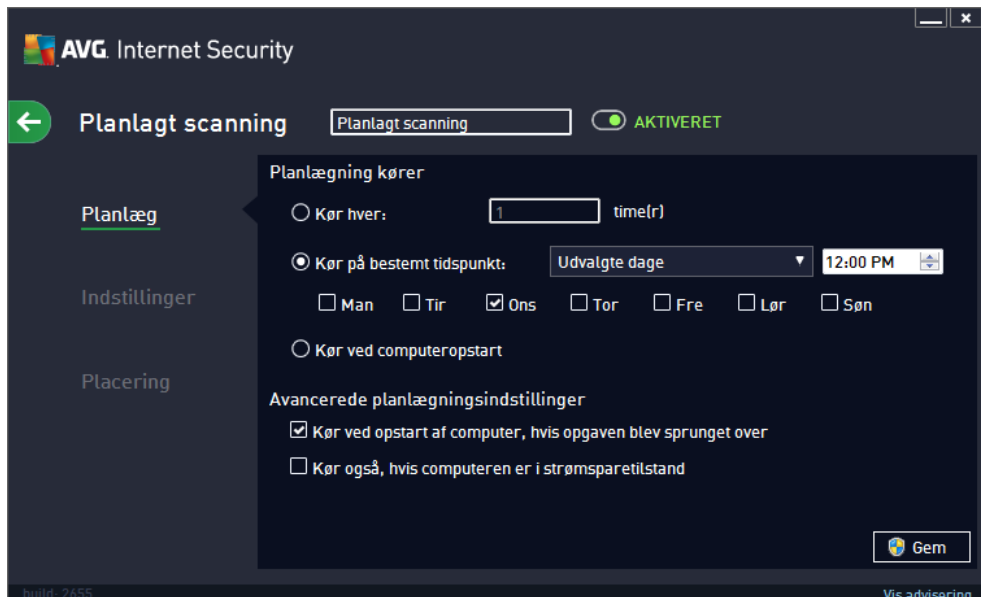 AVG. Internet Security
Planlagt scanning
Planlagt scanning
AKTIVERET
Planlæg
Indstillinger
Placering
Planlægning kører
Kør hver: 1 time(r)
Kør på bestemt tidspunkt: Udvalgte dage 12:00 PM
Man Tir Ons Tor Fre Lør Søn
Kør ved computeropstart
Avancerede planlægningsindstillinger
Kør ved opstart af computer, hvis opgaven blev sprunget over
Kør også, hvis computeren er i strømsparetilstand
Gem
build: 2655
Vis advisering